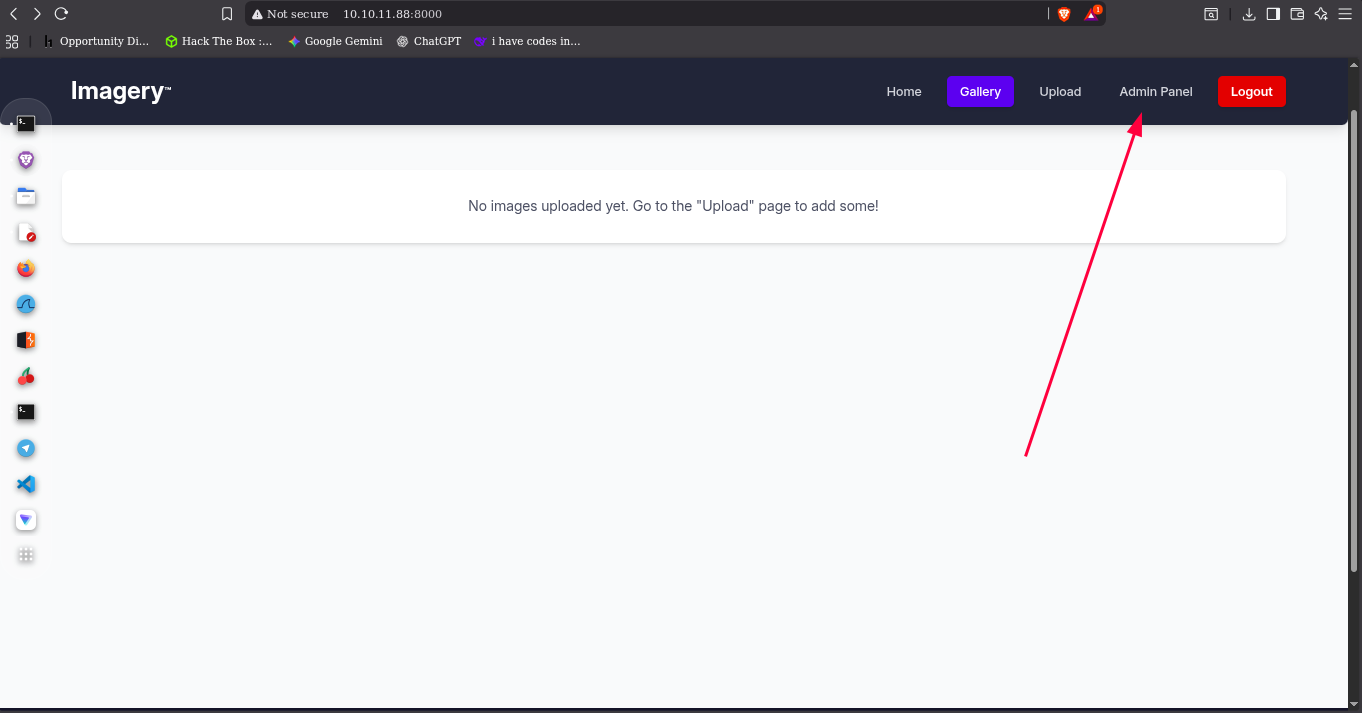 Not secure 10.10.11.88:8000
1
Opportunity Di... Hack The Box :... Google Gemini ChatGPT i have codes in...
Imagery™ Home Gallery Upload Admin Panel Logout
$_
No images uploaded yet. Go to the "Upload" page to add some!
$_